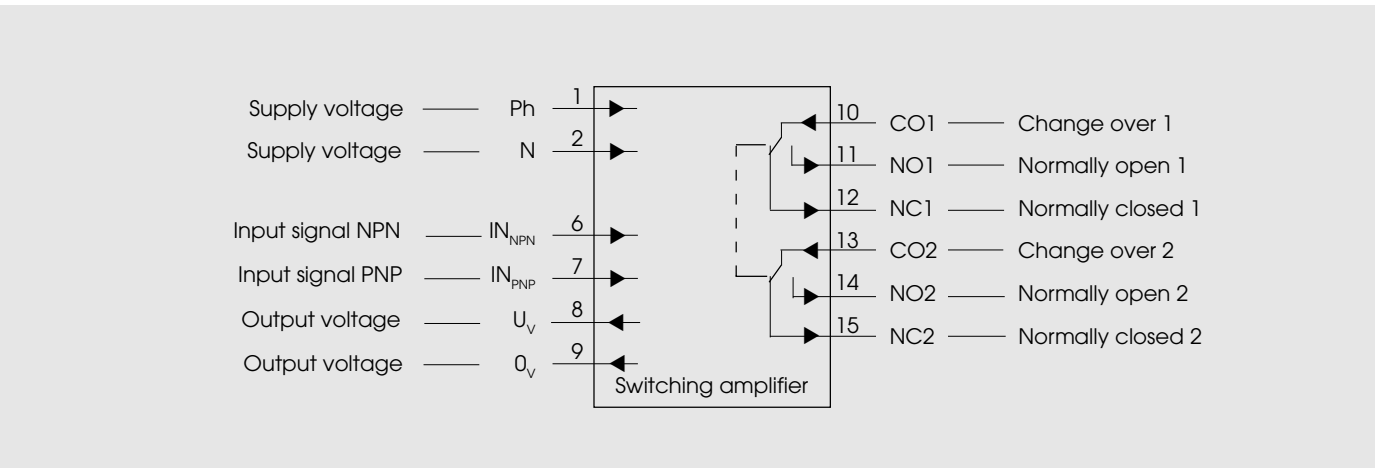 Supply voltage Ph 1
Supply voltage N 2
Input signal NPN IN_NPN 6
Input signal PNP IN_PNP 7
Output voltage U_V 8
Output voltage 0_V 9
Switching amplifier
10 CO1 Change over 1
11 NO1 Normally open 1
12 NC1 Normally closed 1
13 CO2 Change over 2
14 NO2 Normally open 2
15 NC2 Normally closed 2